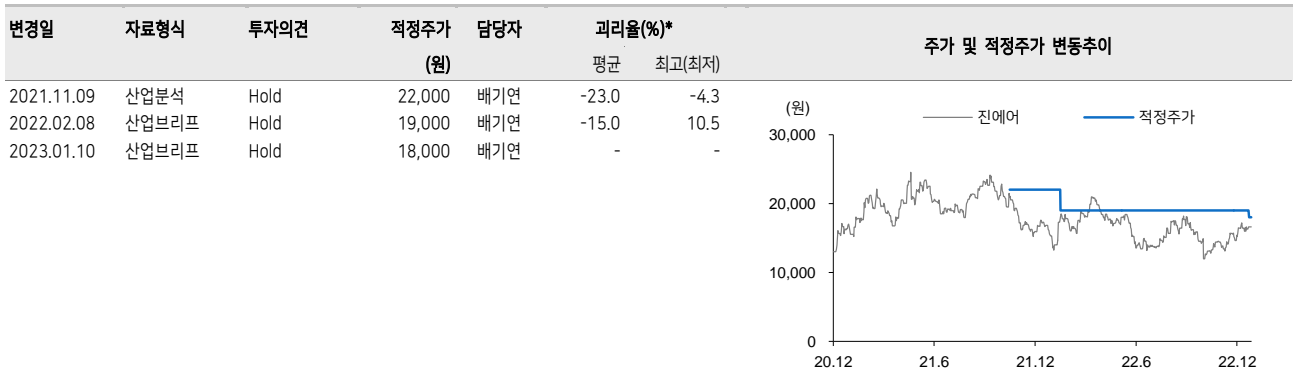 변경일 자료형식 투자의견 적정주가 담당자 괴리율(%)*
(원) 평균 최고(최저)
2021.11.09 산업분석 Hold 22,000 배기연 -23.0 -4.3
2022.02.08 산업브리프 Hold 19,000 배기연 -15.0 10.5
2023.01.10 산업브리프 Hold 18,000 배기연 - -
주가 및 적정주가 변동추이
(원)
진에어 적정주가
30,000
20,000
10,000
0
20.12 21.6 21.12 22.6 22.12